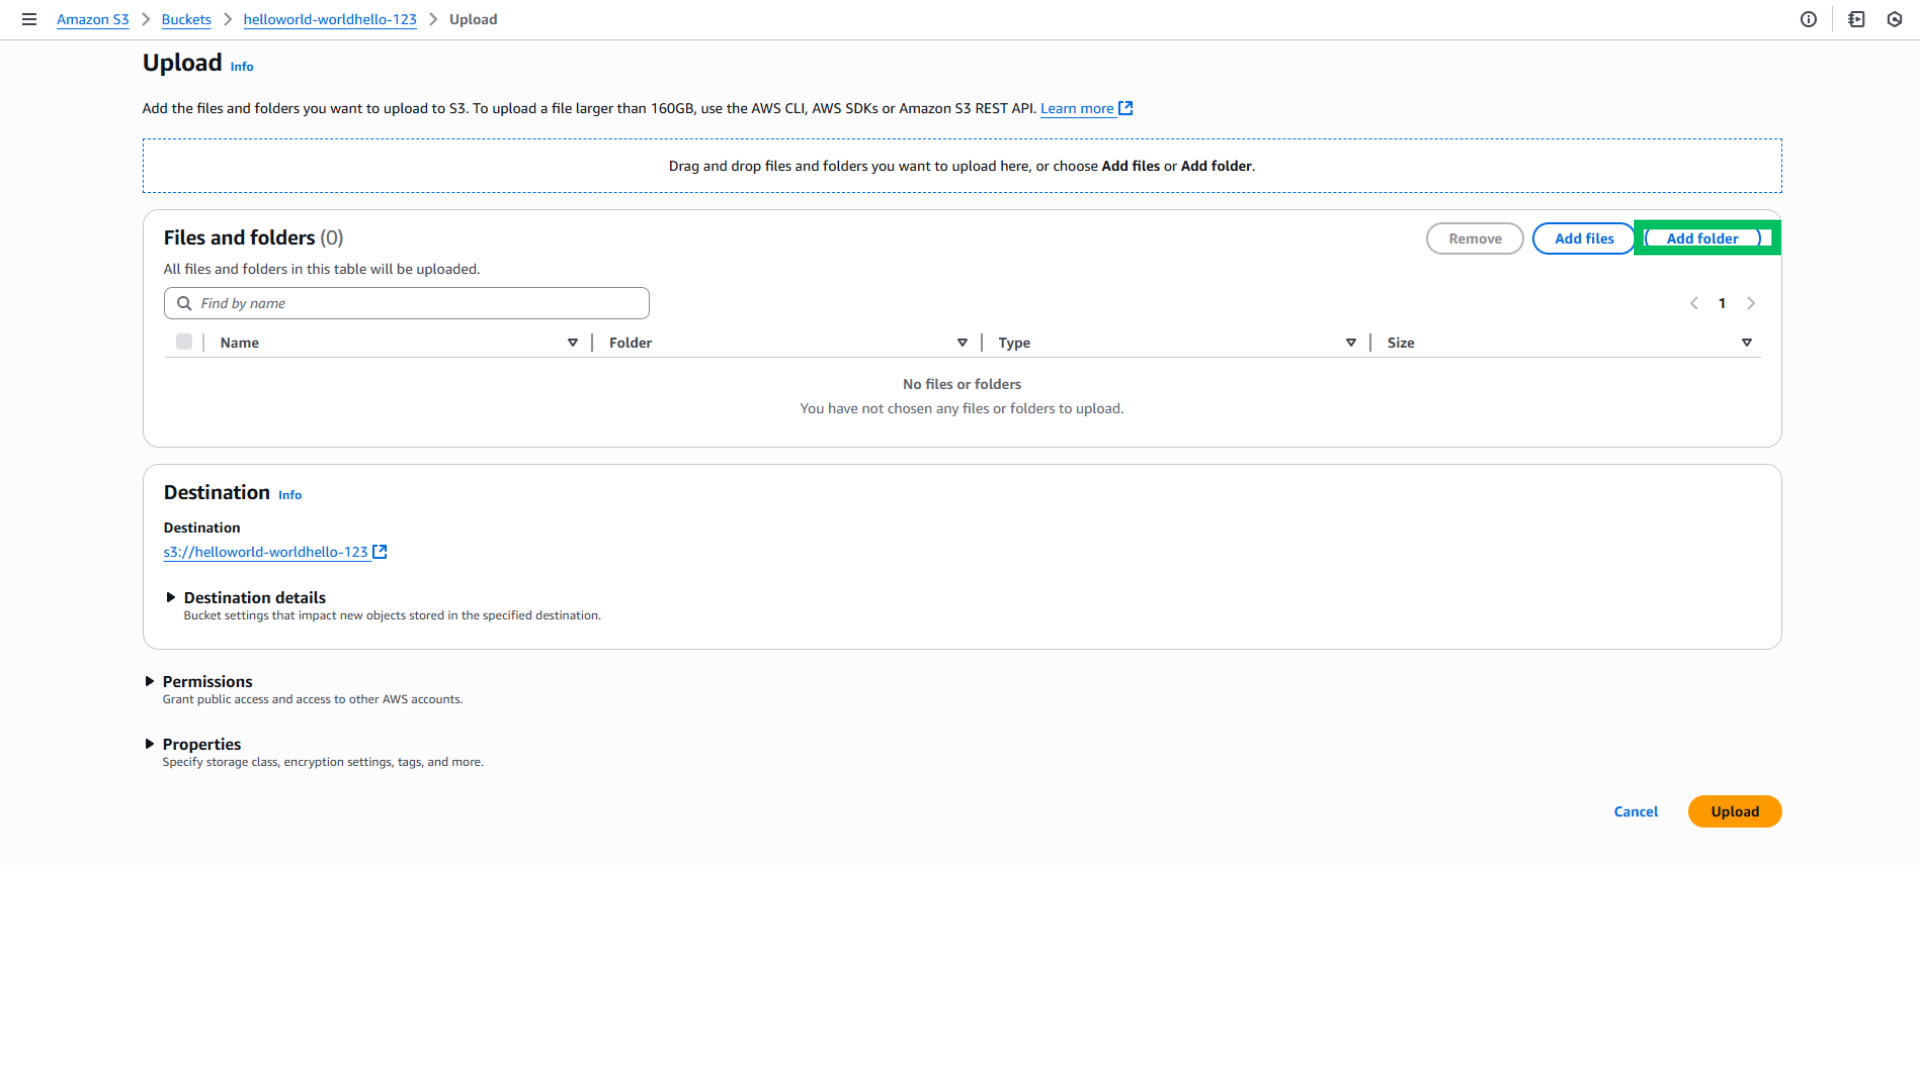 Amazon S3 Buckets helloworld-worldhello-123 Upload
Upload Info
Add the files and folders you want to upload to S3. To upload a file larger than 160GB, use the AWS CLI, AWS SDKs or Amazon S3 REST API. Learn more
Drag and drop files and folders you want to upload here, or choose Add files or Add folder.
Files and folders (0) Remove Add files Add folder
All files and folders in this table will be uploaded.
Find by name 1
Name Folder Type Size
No files or folders
You have not chosen any files or folders to upload.
Destination Info
Destination
s3://helloworld-worldhello-123
Destination details
Bucket settings that impact new objects stored in the specified destination.
Permissions
Grant public access and access to other AWS accounts.
Properties
Specify storage class, encryption settings, tags, and more.
Cancel Upload